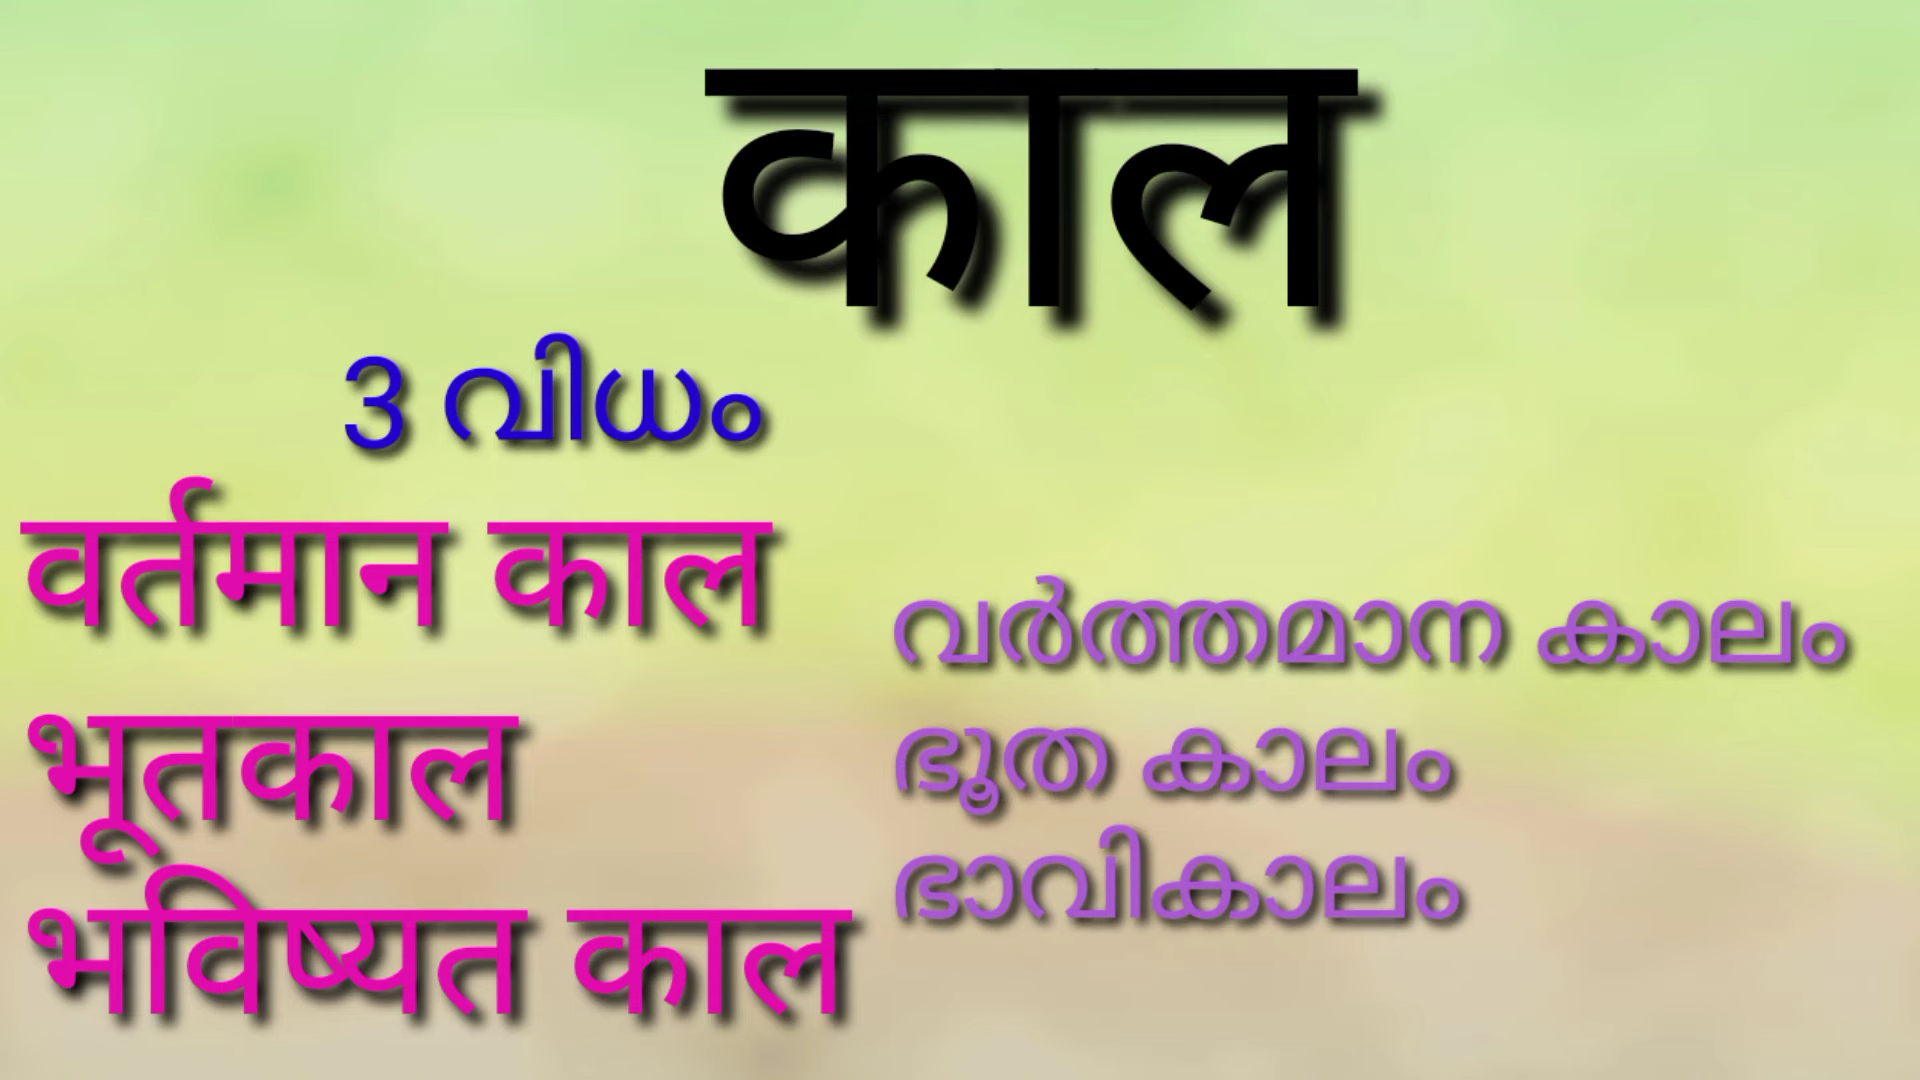 काल
3 വിധം
वर्तमान काल
भूतकाल
भविष्यत काल
വർത്തമാന കാലം
ഭൂത കാലം
ഭാവികാലം